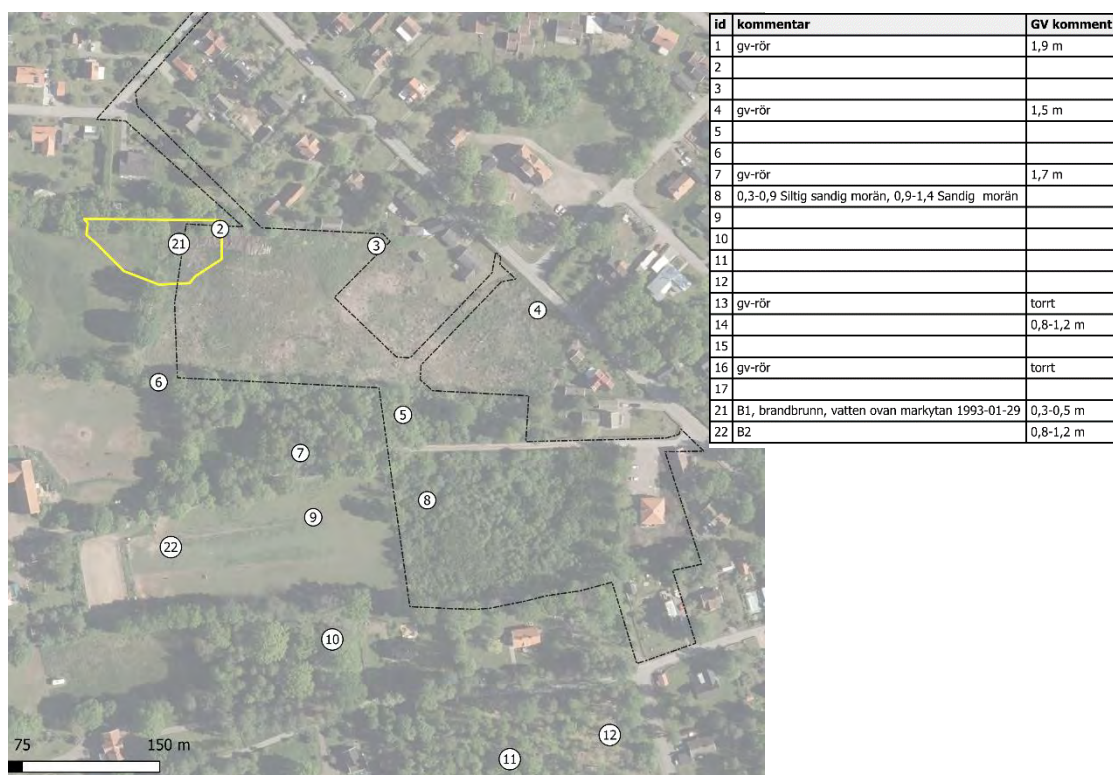 id kommentar GV komment
1 gv-rör 1,9 m
2
3
4 gv-rör 1,5 m
5
6
7 gv-rör 1,7 m
8 0,3-0,9 Siltig sandig morän, 0,9-1,4 Sandig morän
9
10
11
12
13 gv-rör torrt
14 0,8-1,2 m
15
16 gv-rör torrt
17
21 B1, brandbrunn, vatten ovan markytan 1993-01-29 0,3-0,5 m
22 B2 0,8-1,2 m
2
21
3
4
6
5
7
8
9
22
10
12
11
75 150 m